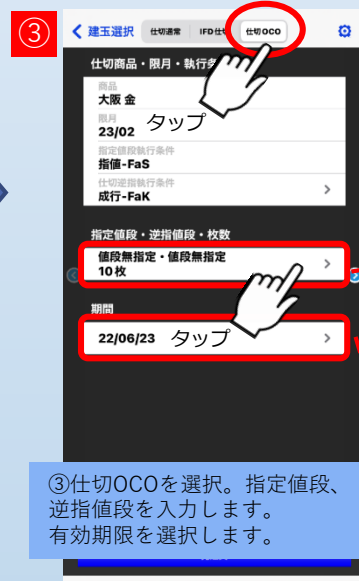 ③
建玉選択 仕切通常 IFD仕切 仕切OCO
仕切商品・限月・執行条
商品
大阪 金
限月
23/02 タップ
指定値段執行条件
指値-FaS
仕切逆指執行条件
成行-FaK
指定値段・逆指値段・枚数
値段無指定・値段無指定
10枚
期間
22/06/23 タップ
③仕切OCOを選択。指定値段、
逆指値段を入力します。
有効期限を選択します。